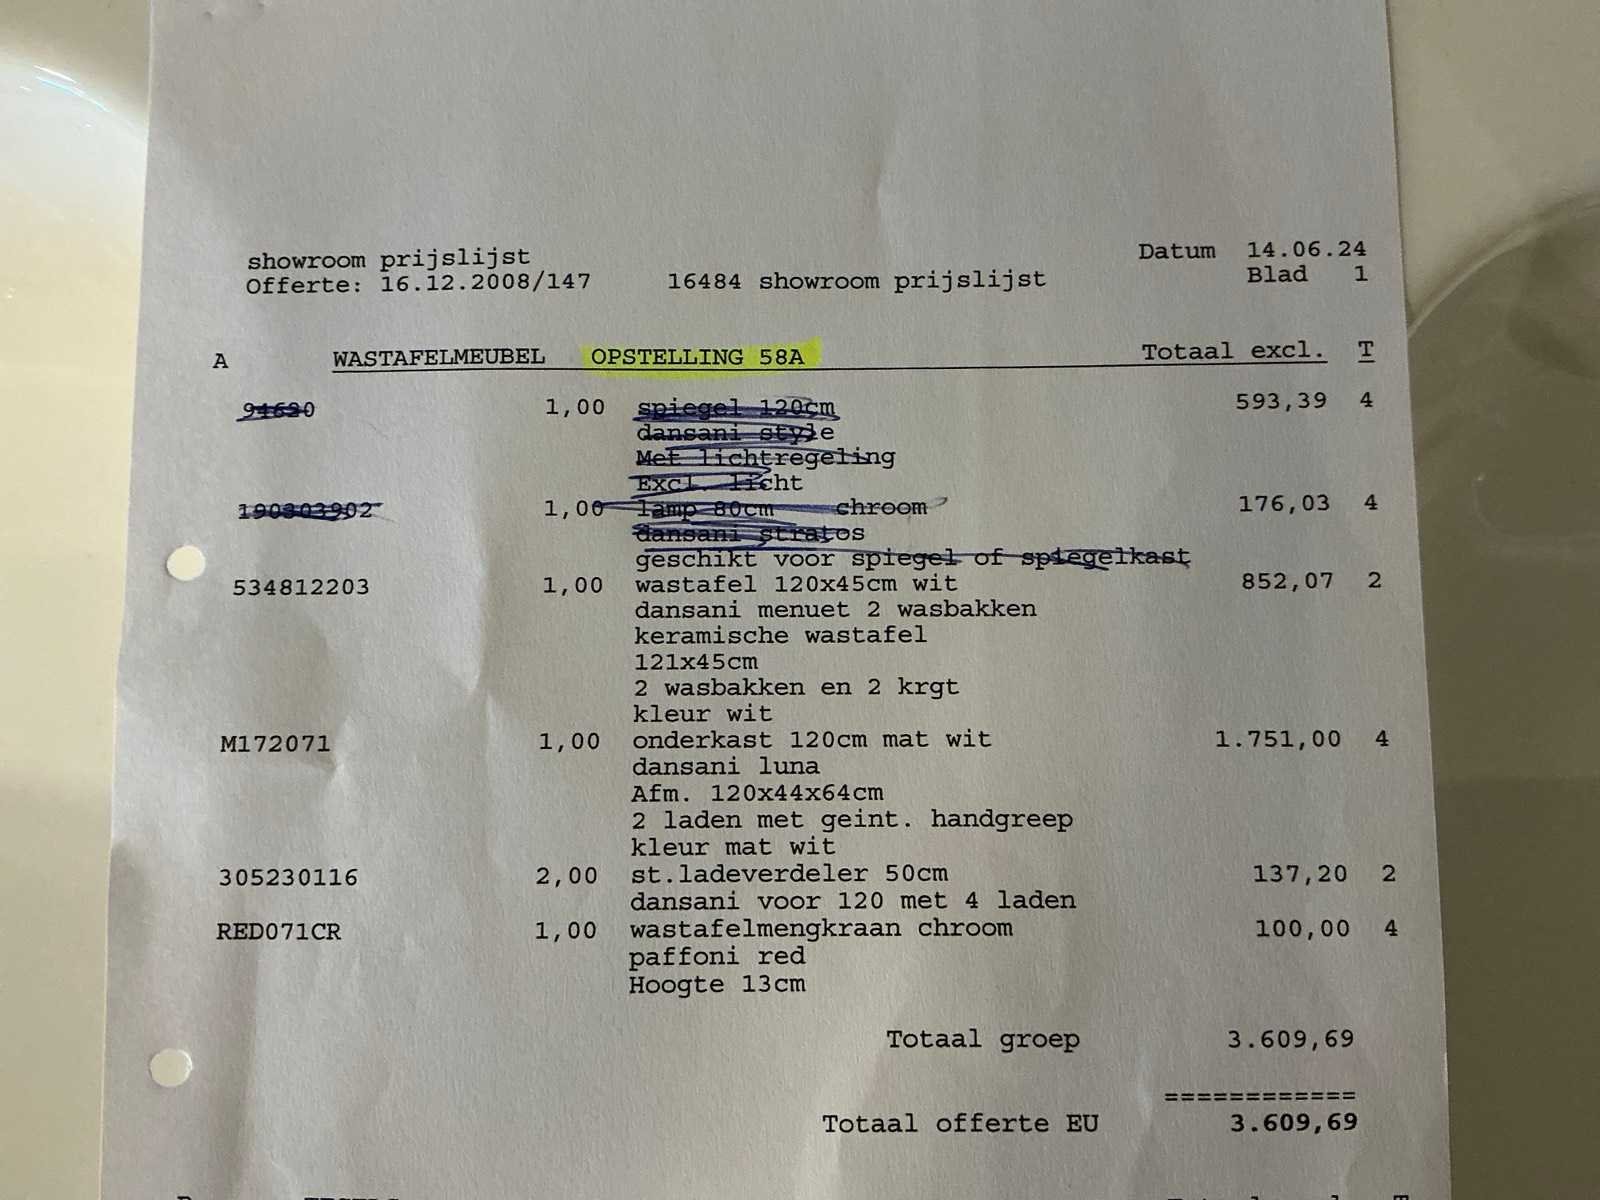 showroom prijslijst
Datum 14.06.24
Offerte: 16.12.2008/147 16484 showroom prijslijst Blad 1
A WASTAFELMEUBEL OPSTELLING 58A Totaal excl. T
94620 1,00 spiegel 120cm 593,39 4
dansani style
Met lichtregeling
Excl. licht
190303902 1,00 lamp 80cm chroom 176,03 4
dansani stratos
geschikt voor spiegel of spiegelkast
534812203 1,00 wastafel 120x45cm wit 852,07 2
dansani menuet 2 wasbakken
keramische wastafel
121x45cm
2 wasbakken en 2 krgt
kleur wit
M172071 1,00 onderkast 120cm mat wit 1.751,00 4
dansani luna
Afm. 120x44x64cm
2 laden met geint. handgreep
kleur mat wit
305230116 2,00 st.ladeverdeler 50cm 137,20 2
dansani voor 120 met 4 laden
RED071CR 1,00 wastafelmengkraan chroom 100,00 4
paffoni red
Hoogte 13cm
Totaal groep 3.609,69
============
Totaal offerte EU 3.609,69